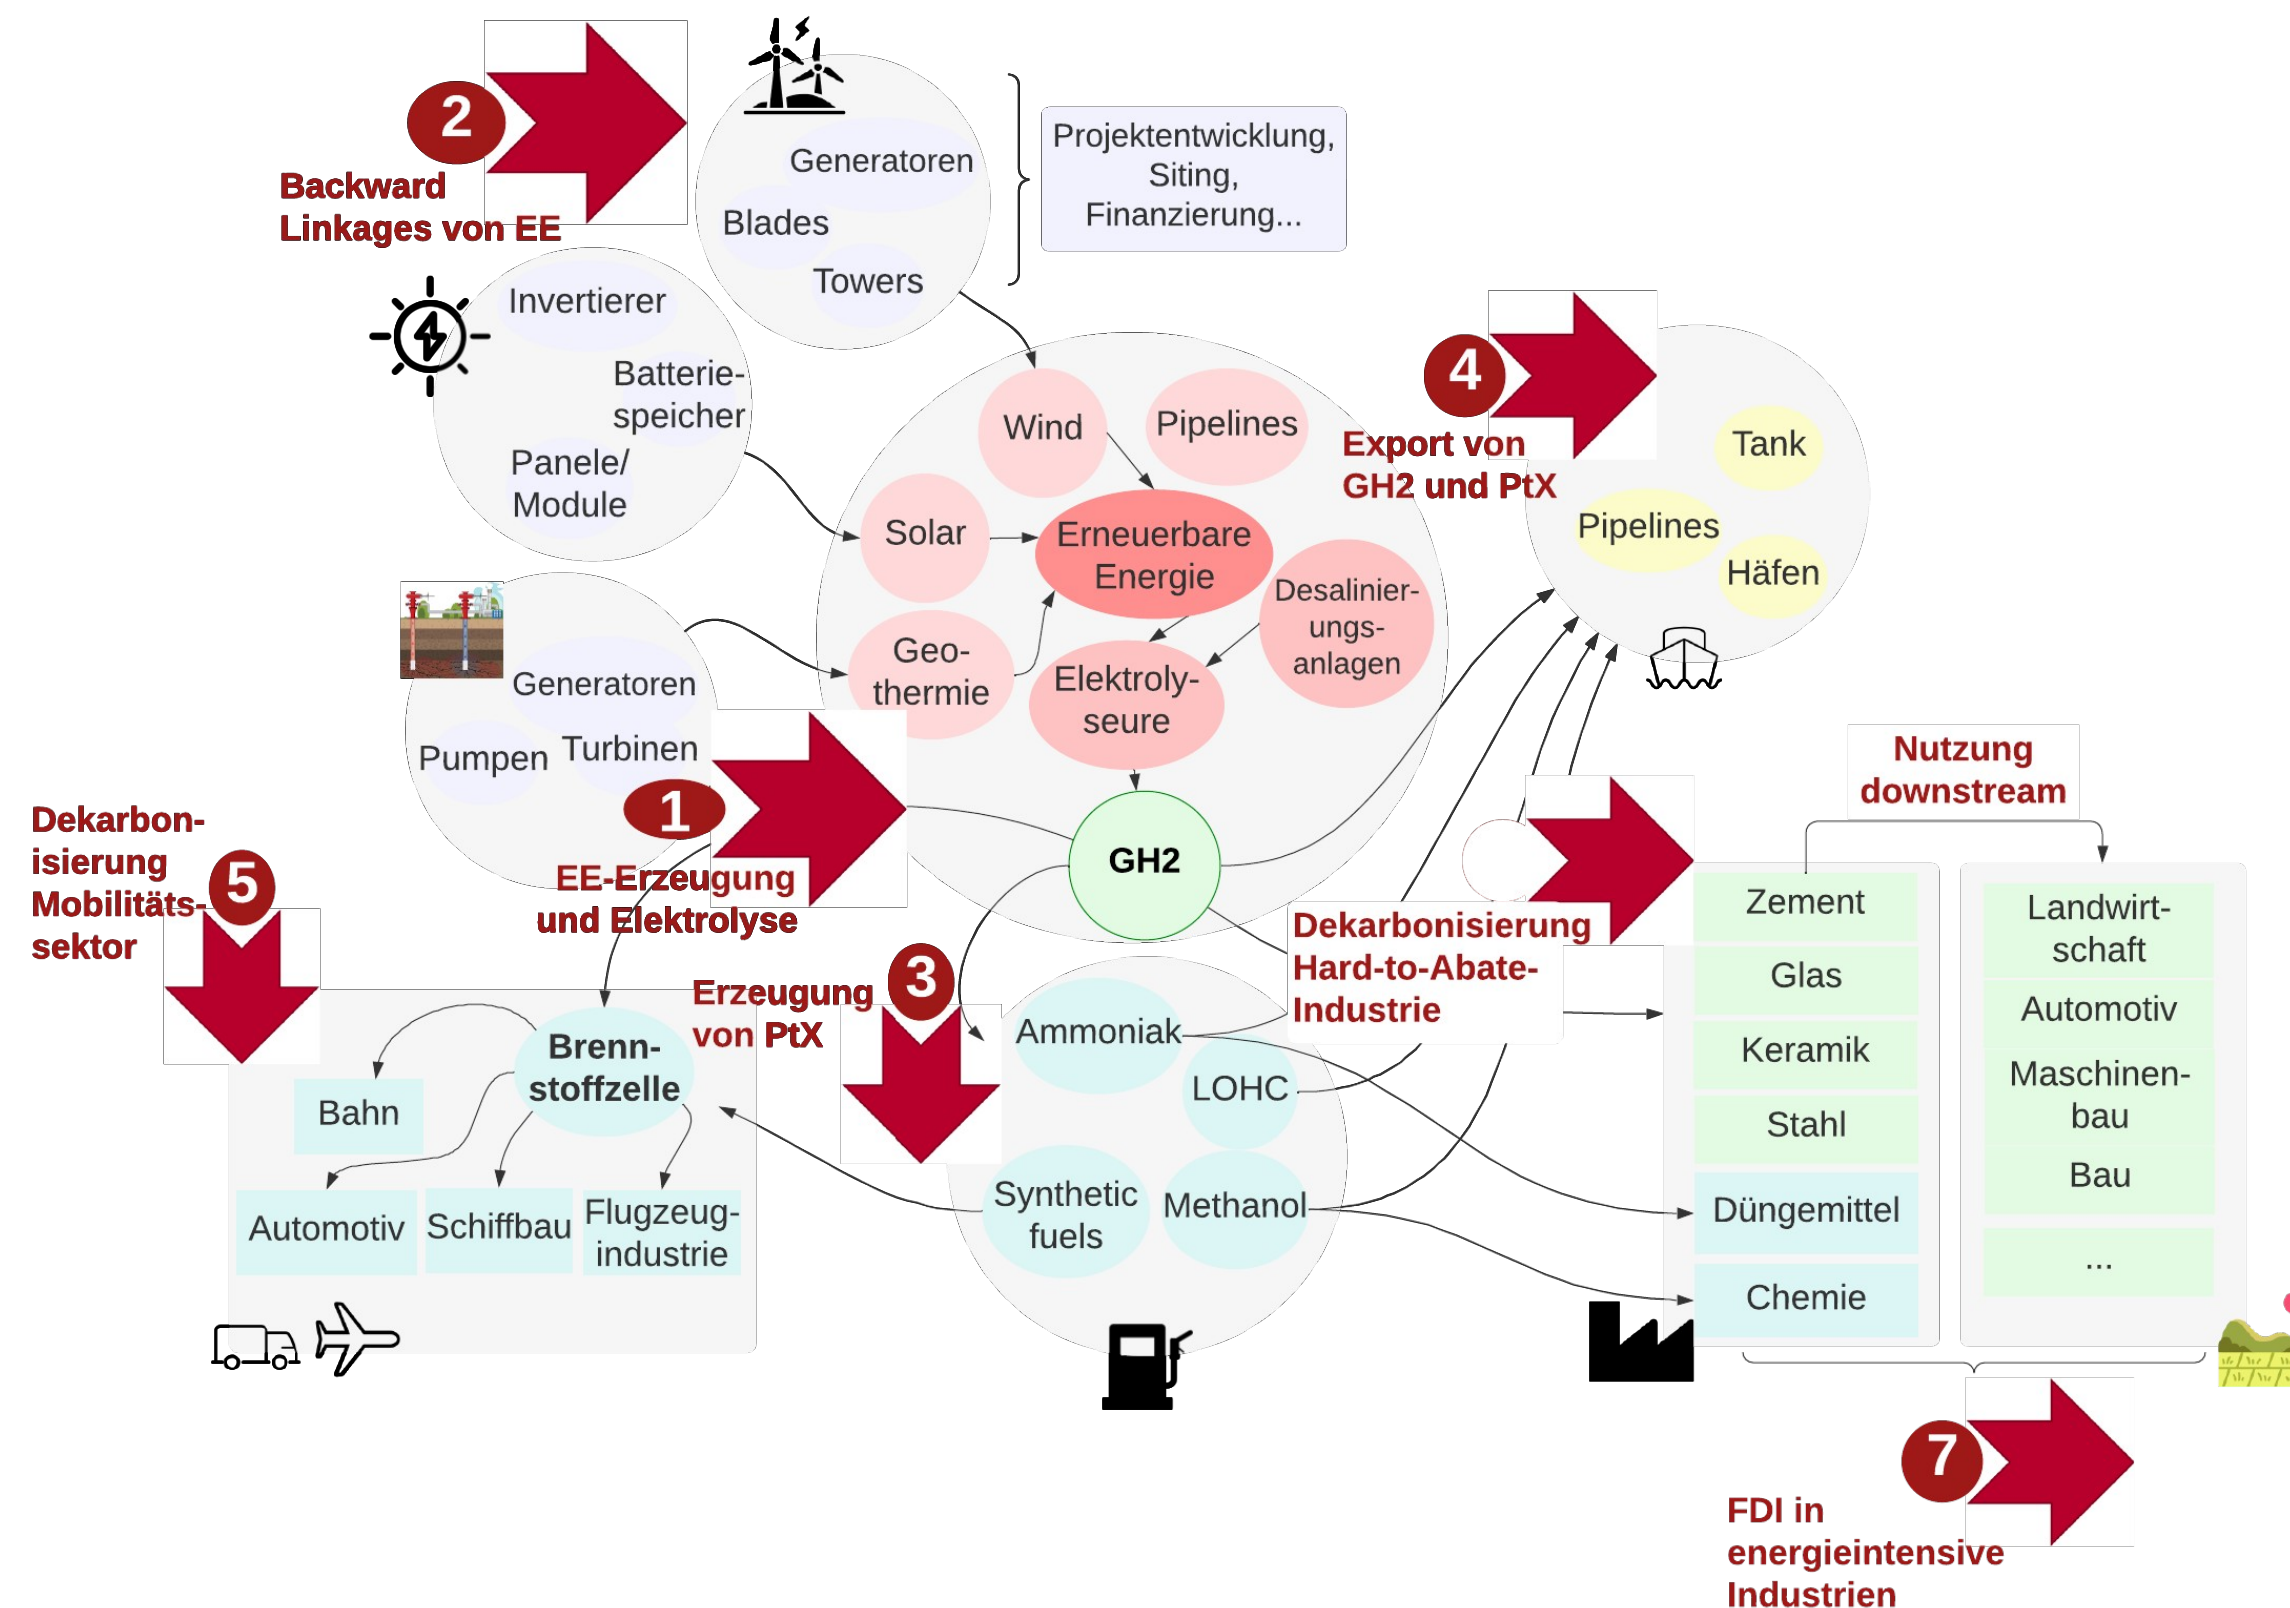 2
Backward
Linkages von EE
Generatoren
Blades
Towers
Projektentwicklung,
Siting,
Finanzierung...
Invertierer
Batterie-
speicher
Panele/
Module
Generatoren
Pumpen
Turbinen
1
EE-Erzeugung
und Elektrolyse
Wind
Pipelines
Solar
Erneuerbare
Energie
Geo-
thermie
Desalinier-
ungs-
anlagen
Elektroly-
seure
GH2
4
Export von
GH2 und PtX
Tank
Pipelines
Häfen
Dekarbon-
isierung
Mobilitäts-
sektor
5
Brenn-
stoffzelle
Bahn
Automotiv
Schiffbau
Flugzeug-
industrie
Erzeugung
von PtX
3
Ammoniak
LOHC
Synthetic
fuels
Methanol
Dekarbonisierung
Hard-to-Abate-
Industrie
Nutzung
downstream
Zement
Glas
Keramik
Stahl
Düngemittel
Chemie
Landwirt-
schaft
Automotiv
Maschinen-
bau
Bau
...
7
FDI in
energieintensive
Industrien